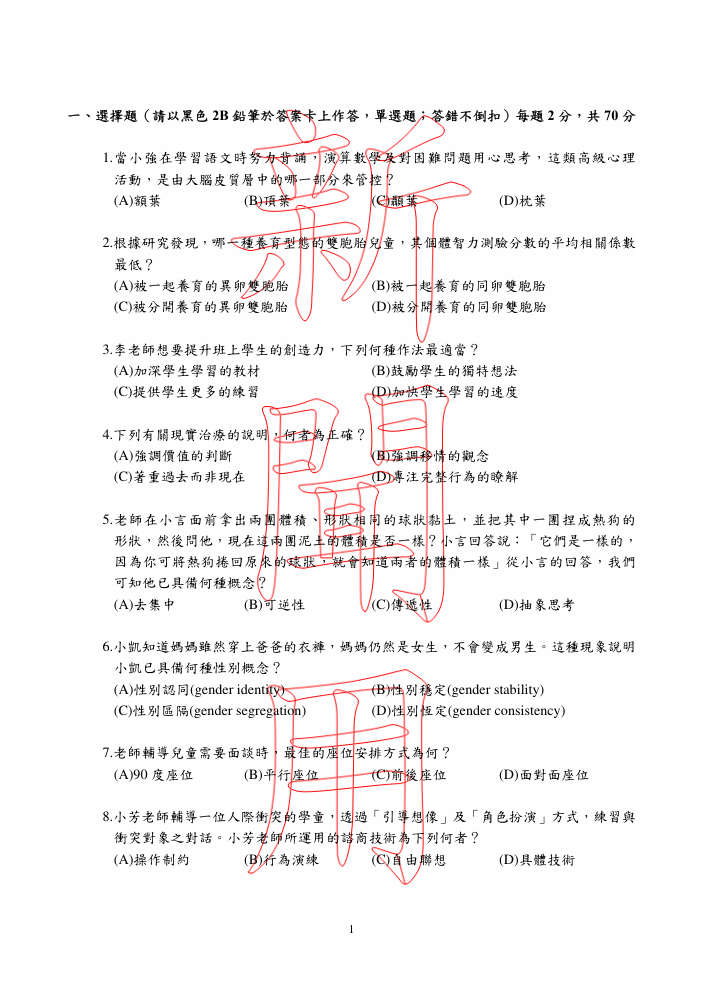 一、選擇題（請以黑色 2B 鉛筆於答案卡上作答，單選題；答錯不倒扣）每題 2 分，共 70 分
1.當小強在學習語文時努力背誦，演算數學及對困難問題用心思考，這類高級心理
活動，是由大腦皮質層中的哪一部分來管控？
(A)額葉 (B)頂葉 (C)顳葉 (D)枕葉
2.根據研究發現，哪一種養育型態的雙胞胎兒童，其個體智力測驗分數的平均相關係數
最低？
(A)被一起養育的異卵雙胞胎 (B)被一起養育的同卵雙胞胎
(C)被分開養育的異卵雙胞胎 (D)被分開養育的同卵雙胞胎
3.李老師想要提升班上學生的創造力，下列何種作法最適當？
(A)加深學生學習的教材 (B)鼓勵學生的獨特想法
(C)提供學生更多的練習 (D)加快學生學習的速度
4.下列有關現實治療的說明，何者為正確？
(A)強調價值的判斷 (B)強調移情的觀念
(C)著重過去而非現在 (D)專注完整行為的瞭解
5.老師在小言面前拿出兩團體積、形狀相同的球狀黏土，並把其中一團捏成熱狗的
形狀，然後問他，現在這兩團泥土的體積是否一樣？小言回答說：「它們是一樣的，
因為你可將熱狗捲回原來的球狀，就會知道兩者的體積一樣」從小言的回答，我們
可知他已具備何種概念？
(A)去集中 (B)可逆性 (C)傳遞性 (D)抽象思考
6.小凱知道媽媽雖然穿上爸爸的衣褲，媽媽仍然是女生，不會變成男生。這種現象說明
小凱已具備何種性別概念？
(A)性別認同(gender identity) (B)性別穩定(gender stability)
(C)性別區隔(gender segregation) (D)性別恆定(gender consistency)
7.老師輔導兒童需要面談時，最佳的座位安排方式為何？
(A)90 度座位 (B)平行座位 (C)前後座位 (D)面對面座位
8.小芳老師輔導一位人際衝突的學童，透過「引導想像」及「角色扮演」方式，練習與
衝突對象之對話。小芳老師所運用的諮商技術為下列何者？
(A)操作制約 (B)行為演練 (C)自由聯想 (D)具體技術
新聞用
1